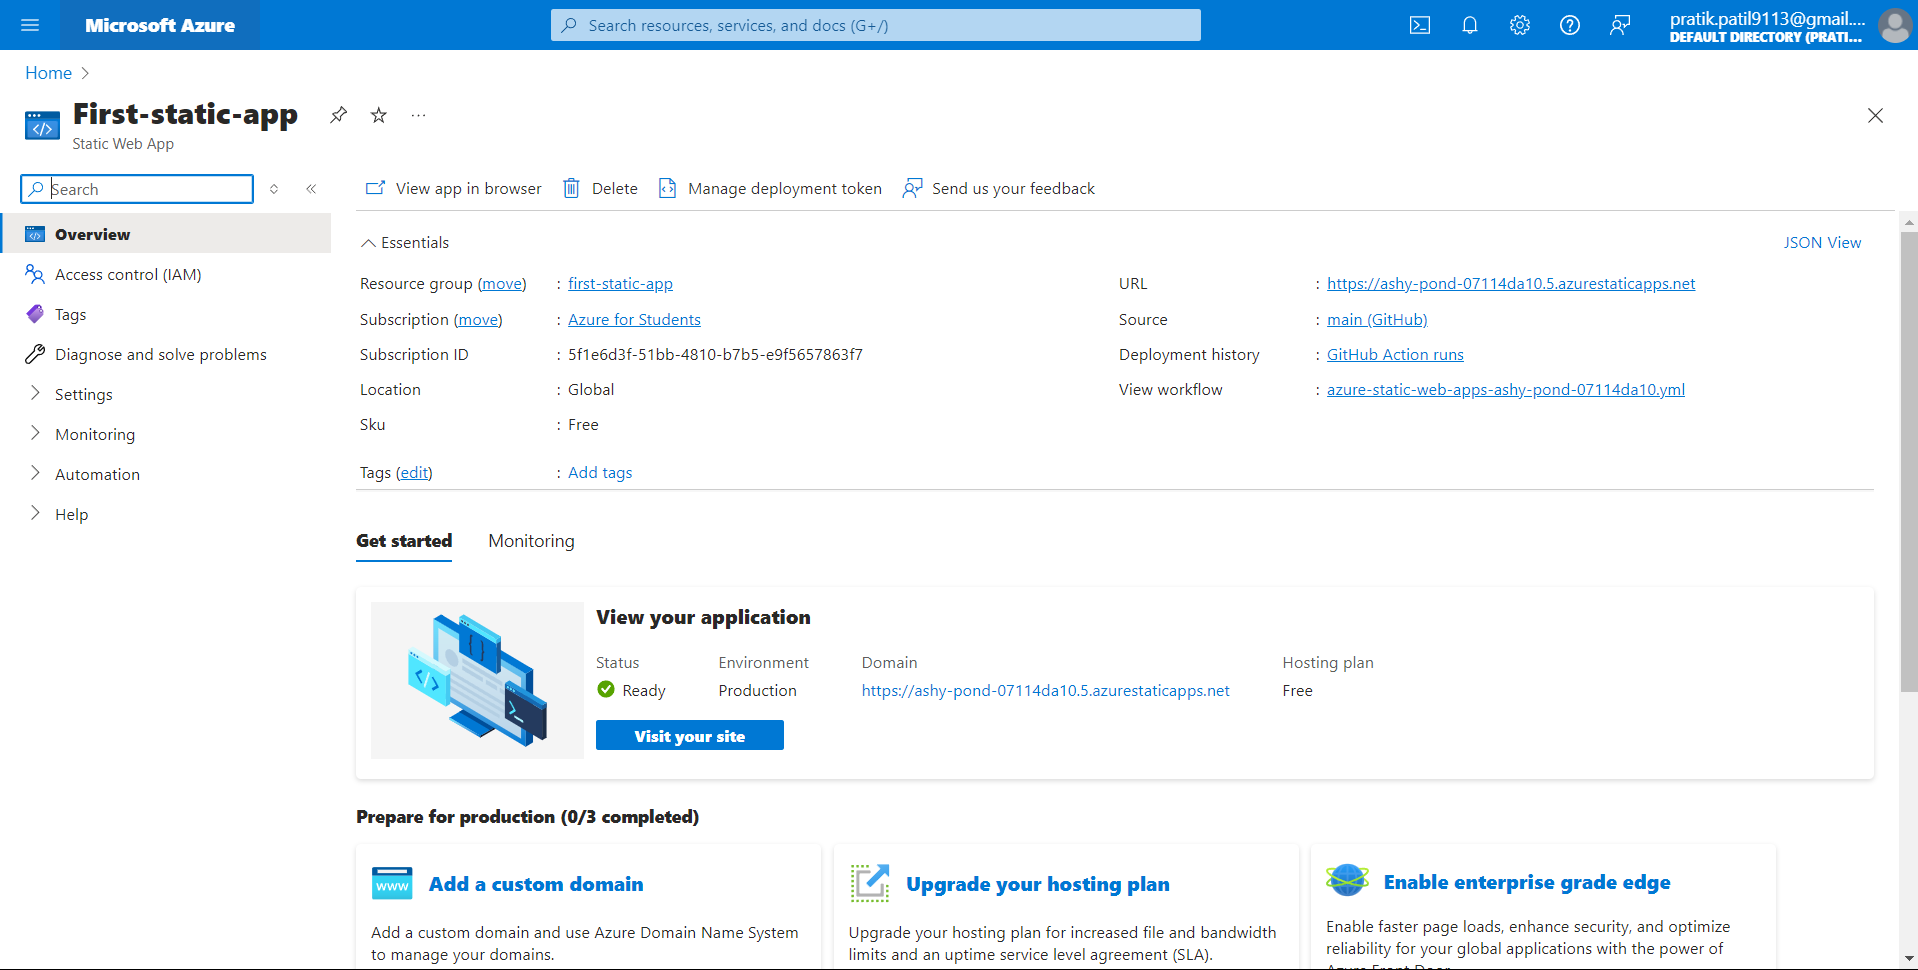 Microsoft Azure
Search resources, services, and docs (G+/)
pratik.patil9113@gmail....
DEFAULT DIRECTORY (PRATI...
Home
First-static-app
...
Static Web App
Search
View app in browser
Delete
Manage deployment token
Send us your feedback
Overview
Access control (IAM)
Tags
Diagnose and solve problems
Settings
Monitoring
Automation
Help
Essentials
JSON View
Resource group (move) : first-static-app
Subscription (move) : Azure for Students
Subscription ID : 5f1e6d3f-51bb-4810-b7b5-e9f5657863f7
Location : Global
Sku : Free
URL : https://ashy-pond-07114da10.5.azurestaticapps.net
Source : main (GitHub)
Deployment history : GitHub Action runs
View workflow : azure-static-web-apps-ashy-pond-07114da10.yml
Tags (edit) : Add tags
Get started
Monitoring
View your application
Status
Ready
Environment
Production
Domain
https://ashy-pond-07114da10.5.azurestaticapps.net
Hosting plan
Free
Visit your site
Prepare for production (0/3 completed)
www
Add a custom domain
Add a custom domain and use Azure Domain Name System
to manage your domains.
Upgrade your hosting plan
Upgrade your hosting plan for increased file and bandwidth
limits and an uptime service level agreement (SLA).
Enable enterprise grade edge
Enable faster page loads, enhance security, and optimize
reliability for your global applications with the power of
Azure Front Door